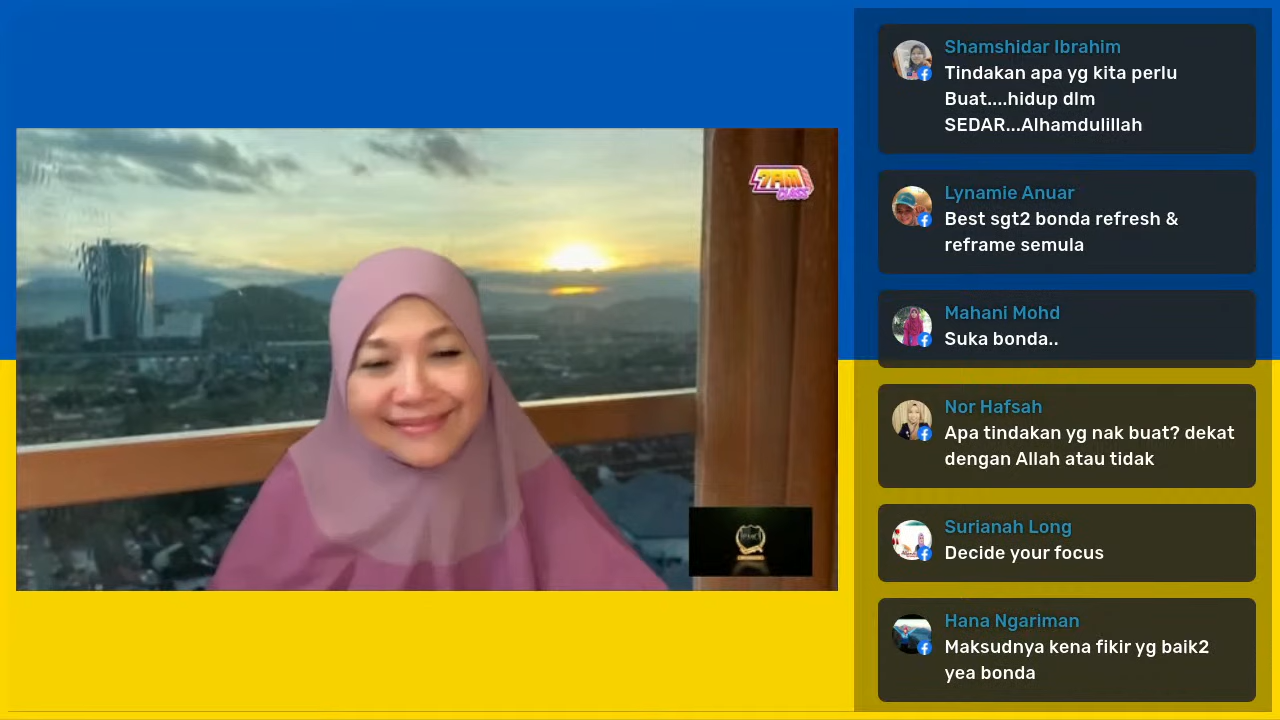 7AM
CLASS
Shamshidar Ibrahim
Tindakan apa yg kita perlu
Buat....hidup dlm
SEDAR...Alhamdulillah
Lynamie Anuar
Best sgt2 bonda refresh &
reframe semula
Mahani Mohd
Suka bonda..
Nor Hafsah
Apa tindakan yg nak buat? dekat
dengan Allah atau tidak
Surianah Long
Decide your focus
Hana Ngariman
Maksudnya kena fikir yg baik2
yea bonda